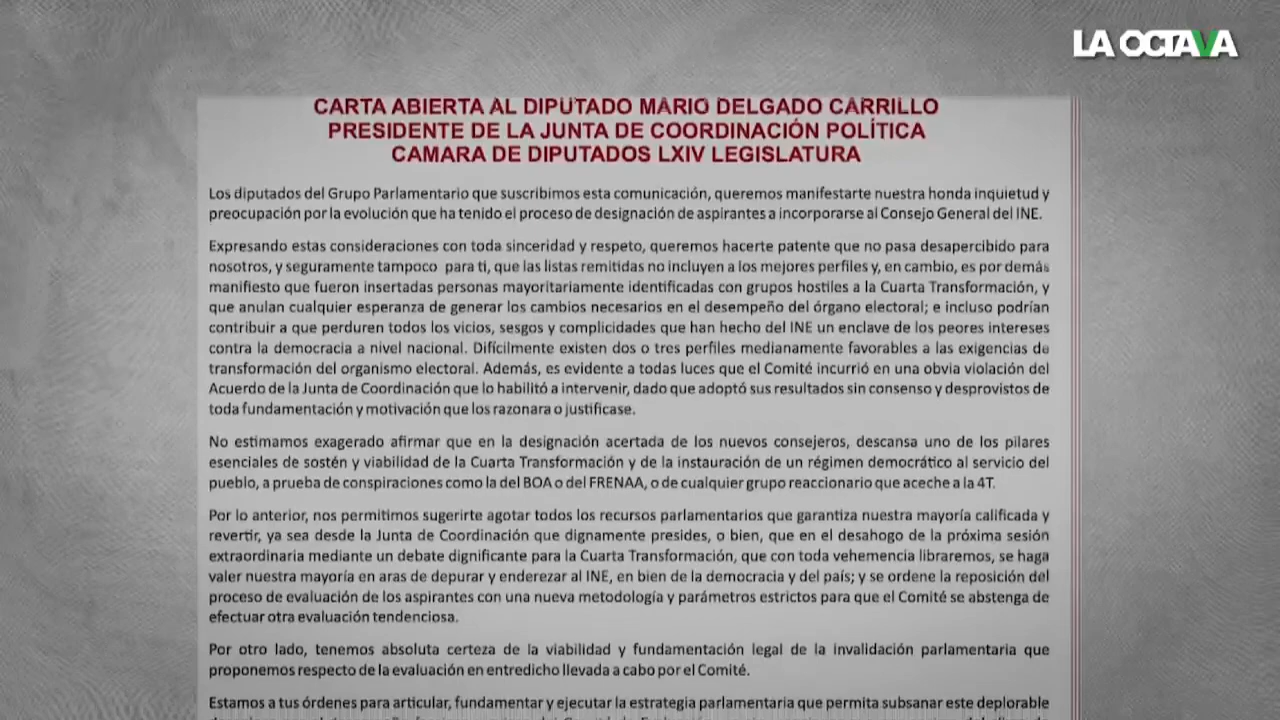 LA OCTAVA
CARTA ABIERTA AL DIPUTADO MARIO DELGADO CARRILLO
PRESIDENTE DE LA JUNTA DE COORDINACIÓN POLÍTICA
CAMARA DE DIPUTADOS LXIV LEGISLATURA
Los diputados del Grupo Parlamentario que suscribimos esta comunicación, queremos manifestarte nuestra honda inquietud y
preocupación por la evolución que ha tenido el proceso de designación de aspirantes a incorporarse al Consejo General del INE.
Expresando estas consideraciones con toda sinceridad y respeto, queremos hacerte patente que no pasa desapercibido para
nosotros, y seguramente tampoco para ti, que las listas remitidas no incluyen a los mejores perfiles y, en cambio, es por demás
manifiesto que fueron insertadas personas mayoritariamente identificadas con grupos hostiles a la Cuarta Transformación, y
que anulan cualquier esperanza de generar los cambios necesarios en el desempeño del órgano electoral; e incluso podrían
contribuir a que perduren todos los vicios, sesgos y complicidades que han hecho del INE un enclave de los peores intereses
contra la democracia a nivel nacional. Difícilmente existen dos o tres perfiles medianamente favorables a las exigencias de
transformación del organismo electoral. Además, es evidente a todas luces que el Comité incurrió en una obvia violación del
Acuerdo de la Junta de Coordinación que lo habilitó a intervenir, dado que adoptó sus resultados sin consenso y desprovistos de
toda fundamentación y motivación que los razonara o justificase.
No estimamos exagerado afirmar que en la designación acertada de los nuevos consejeros, descansa uno de los pilares
esenciales de sostén y viabilidad de la Cuarta Transformación y de la instauración de un régimen democrático al servicio del
pueblo, a prueba de conspiraciones como la del BOA o del FRENAA, o de cualquier grupo reaccionario que aceche a la 4T.
Por lo anterior, nos permitimos sugerirte agotar todos los recursos parlamentarios que garantiza nuestra mayoría calificada y
revertir, ya sea desde la Junta de Coordinación que dignamente presides, o bien, que en el desahogo de la próxima sesión
extraordinaria mediante un debate dignificante para la Cuarta Transformación, que con toda vehemencia libraremos, se haga
valer nuestra mayoría en aras de depurar y enderezar al INE, en bien de la democracia y del país; y se ordene la reposición del
proceso de evaluación de los aspirantes con una nueva metodología y parámetros estrictos para que el Comité se abstenga de
efectuar otra evaluación tendenciosa.
Por otro lado, tenemos absoluta certeza de la viabilidad y fundamentación legal de la invalidación parlamentaria que
proponemos respecto de la evaluación en entredicho llevada a cabo por el Comité.
Estamos a tus órdenes para articular, fundamentar y ejecutar la estrategia parlamentaria que permita subsanar este deplorable